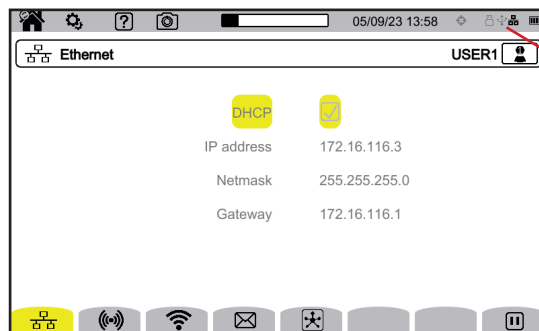 05/09/23 13:58
Ethernet USER1
DHCP
IP address 172.16.116.3
Netmask 255.255.255.0
Gateway 172.16.116.1